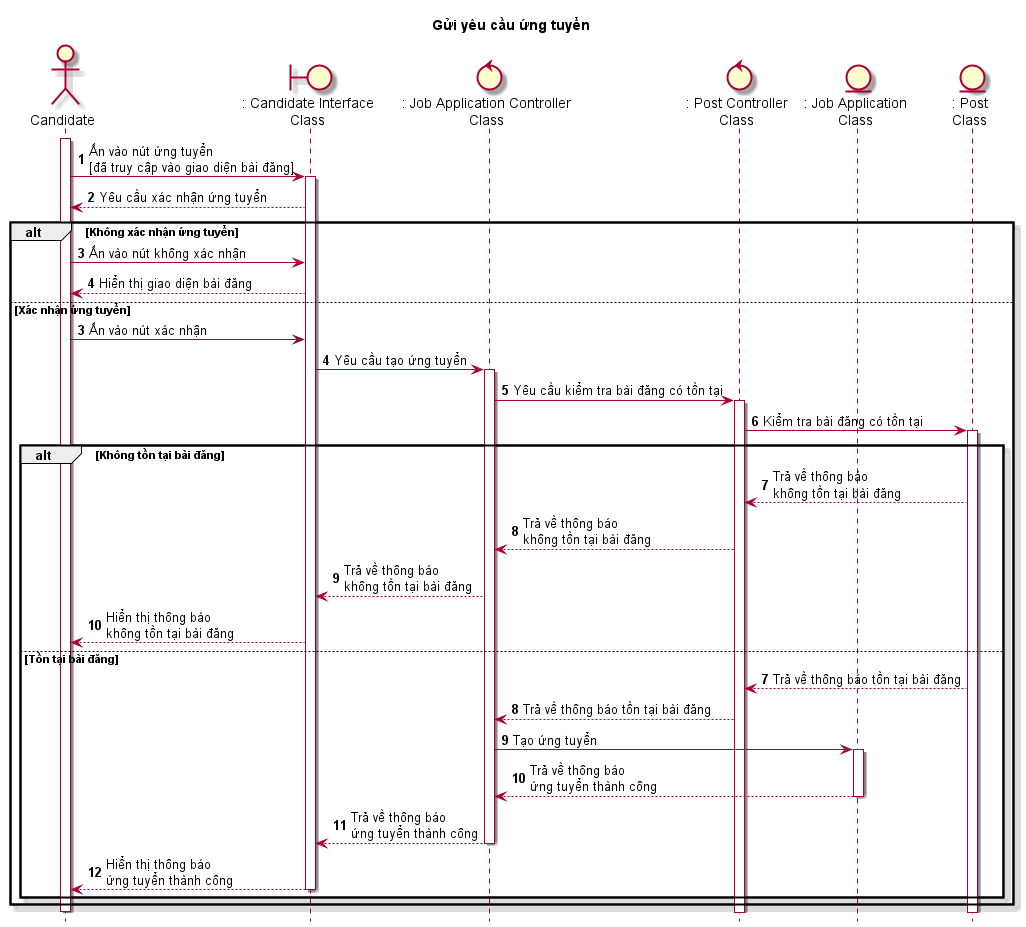 Gửi yêu cầu ứng tuyển
Candidate
: Candidate Interface
Class
: Job Application Controller
Class
: Post Controller
Class
: Job Application
Class
: Post
Class
1 Ấn vào nút ứng tuyển
[đã truy cập vào giao diện bài đăng]
2 Yêu cầu xác nhận ứng tuyển
alt [Không xác nhận ứng tuyển]
3 Ấn vào nút không xác nhận
4 Hiển thị giao diện bài đăng
[Xác nhận ứng tuyển]
3 Ấn vào nút xác nhận
4 Yêu cầu tạo ứng tuyển
5 Yêu cầu kiểm tra bài đăng có tồn tại
6 Kiểm tra bài đăng có tồn tại
alt [Không tồn tại bài đăng]
7 Trả về thông báo
không tồn tại bài đăng
8 Trả về thông báo
không tồn tại bài đăng
9 Trả về thông báo
không tồn tại bài đăng
10 Hiển thị thông báo
không tồn tại bài đăng
[Tồn tại bài đăng]
7 Trả về thông báo tồn tại bài đăng
8 Trả về thông báo tồn tại bài đăng
9 Tạo ứng tuyển
10 Trả về thông báo
ứng tuyển thành công
11 Trả về thông báo
ứng tuyển thành công
12 Hiển thị thông báo
ứng tuyển thành công